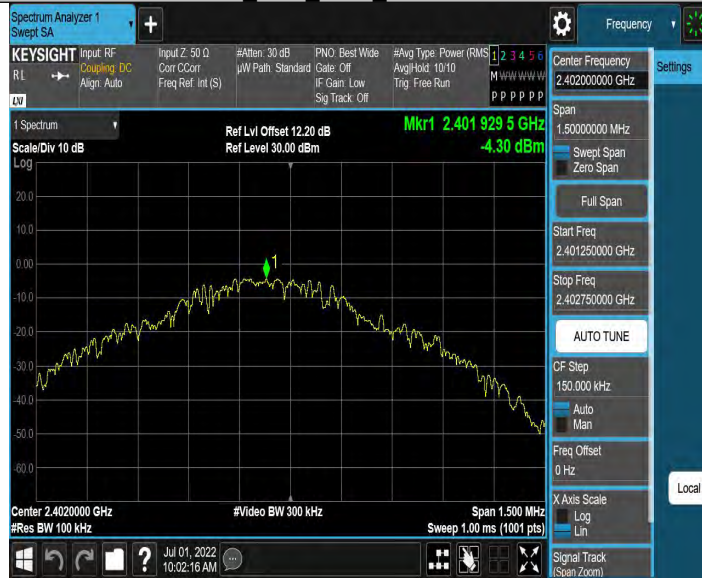 Spectrum Analyzer 1
Swept SA
Frequency
KEYSIGHT
RL
Input: RF
Coupling: DC
Align: Auto
Input Z: 50 Ω
Corr CCorr
Freq Ref: Int (S)
#Atten: 30 dB
µW Path: Standard
PNO: Best Wide
Gate: Off
IF Gain: Low
Sig Track: Off
#Avg Type: Power (RMS
Avg|Hold: 10/10
Trig: Free Run
1 2 3 4 5 6
M W W W W W
P P P P P P
LXI
1 Spectrum
Scale/Div 10 dB
Log
Ref Lvl Offset 12.20 dB
Ref Level 30.00 dBm
Mkr1 2.401 929 5 GHz
-4.30 dBm
20.0
10.0
0.00
-10.0
-20.0
-30.0
-40.0
-50.0
-60.0
1
Center 2.4020000 GHz
#Res BW 100 kHz
#Video BW 300 kHz
Span 1.500 MHz
Sweep 1.00 ms (1001 pts)
?
Jul 01, 2022
10:02:16 AM
Center Frequency
2.402000000 GHz
Span
1.50000000 MHz
Swept Span
Zero Span
Full Span
Start Freq
2.401250000 GHz
Stop Freq
2.402750000 GHz
AUTO TUNE
CF Step
150.000 kHz
Auto
Man
Freq Offset
0 Hz
X Axis Scale
Log
Lin
Signal Track
(Span Zoom)
Settings
Local